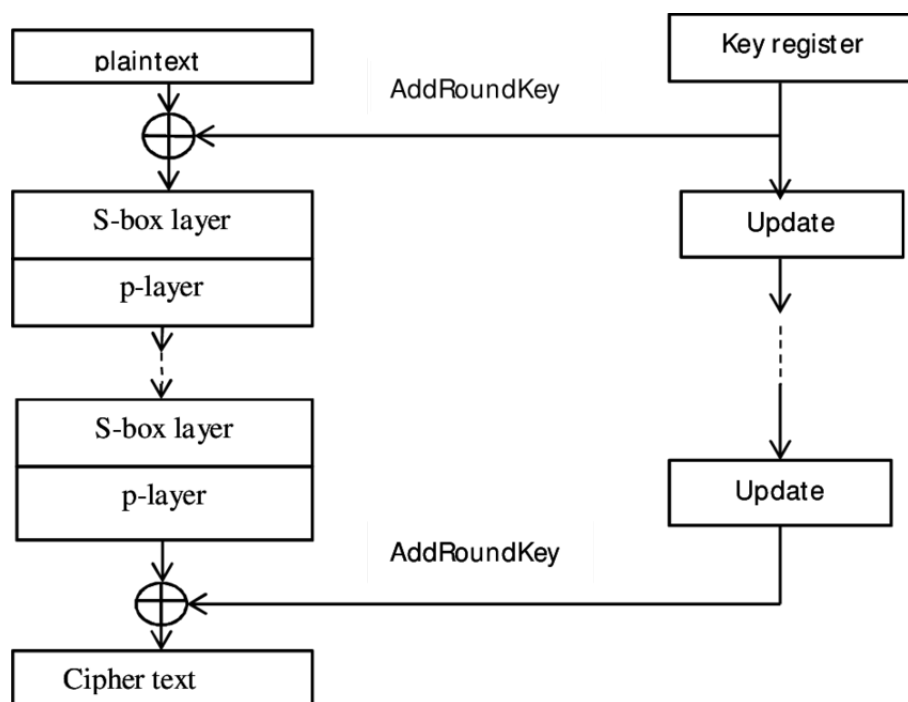 plaintext
Key register
AddRoundKey
S-box layer
Update
p-layer
S-box layer
p-layer
Update
AddRoundKey
Cipher text